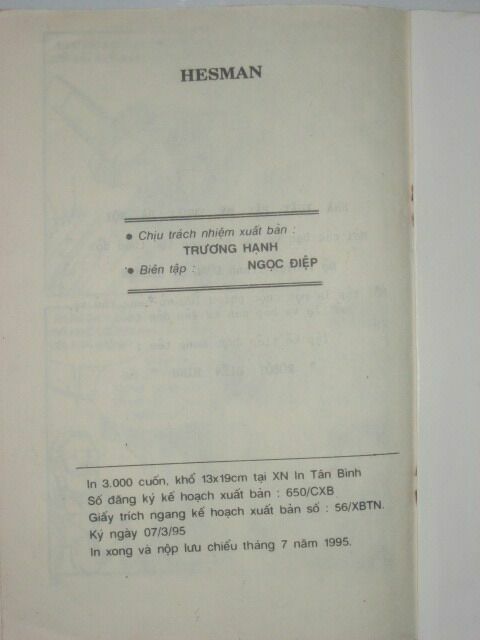 HESMAN
● Chịu trách nhiệm xuất bản :
TRƯƠNG HẠNH
● Biên tập : NGỌC ĐIỆP
In 3.000 cuốn, khổ 13x19cm tại XN In Tân Bình
Số đăng ký kế hoạch xuất bản : 650/CXB
Giấy trích ngang kế hoạch xuất bản số : 56/XBTN.
Ký ngày 07/3/95
In xong và nộp lưu chiểu tháng 7 năm 1995.